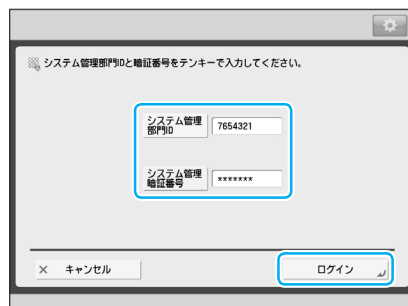 システム管理部門IDと暗証番号をテンキーで入力してください。
システム管理
部門ID
7654321
システム管理
暗証番号
*******
× キャンセル
ログイン